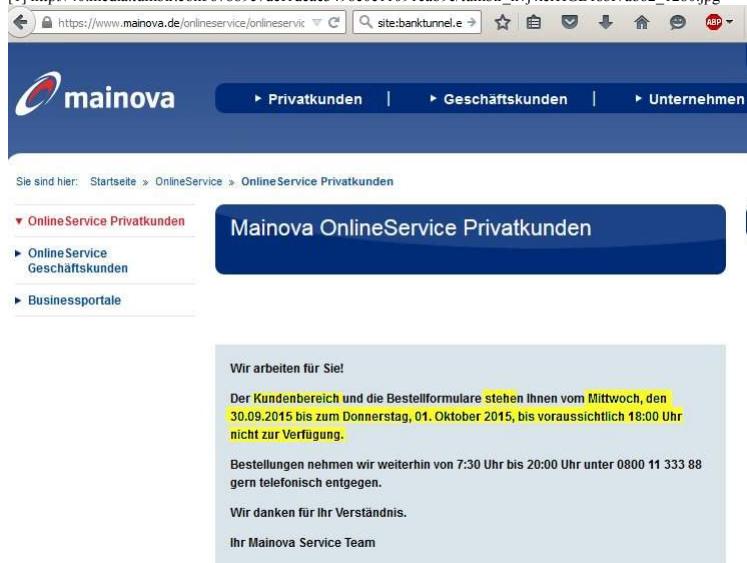 https://www.mainova.de/onlineservice/onlineservic
site:banktunnel.e
ABP
mainova
Privatkunden | Geschäftskunden | Unternehmen
Sie sind hier: Startseite » OnlineService » OnlineService Privatkunden
OnlineService Privatkunden
OnlineService
Geschäftskunden
Businessportale
Mainova OnlineService Privatkunden
Wir arbeiten für Sie!
Der Kundenbereich und die Bestellformulare stehen Ihnen vom Mittwoch, den
30.09.2015 bis zum Donnerstag, 01. Oktober 2015, bis voraussichtlich 18:00 Uhr
nicht zur Verfügung.
Bestellungen nehmen wir weiterhin von 7:30 Uhr bis 20:00 Uhr unter 0800 11 333 88
gern telefonisch entgegen.
Wir danken für Ihr Verständnis.
Ihr Mainova Service Team